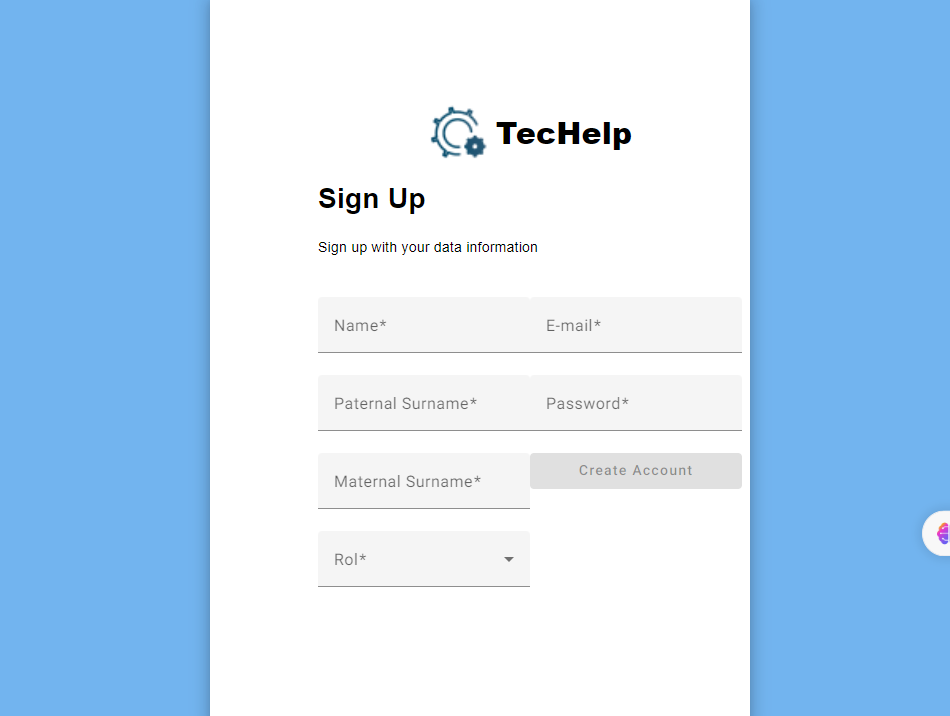 TecHelp
Sign Up
Sign up with your data information
Name*
E-mail*
Paternal Surname*
Password*
Maternal Surname*
Create Account
Rol*